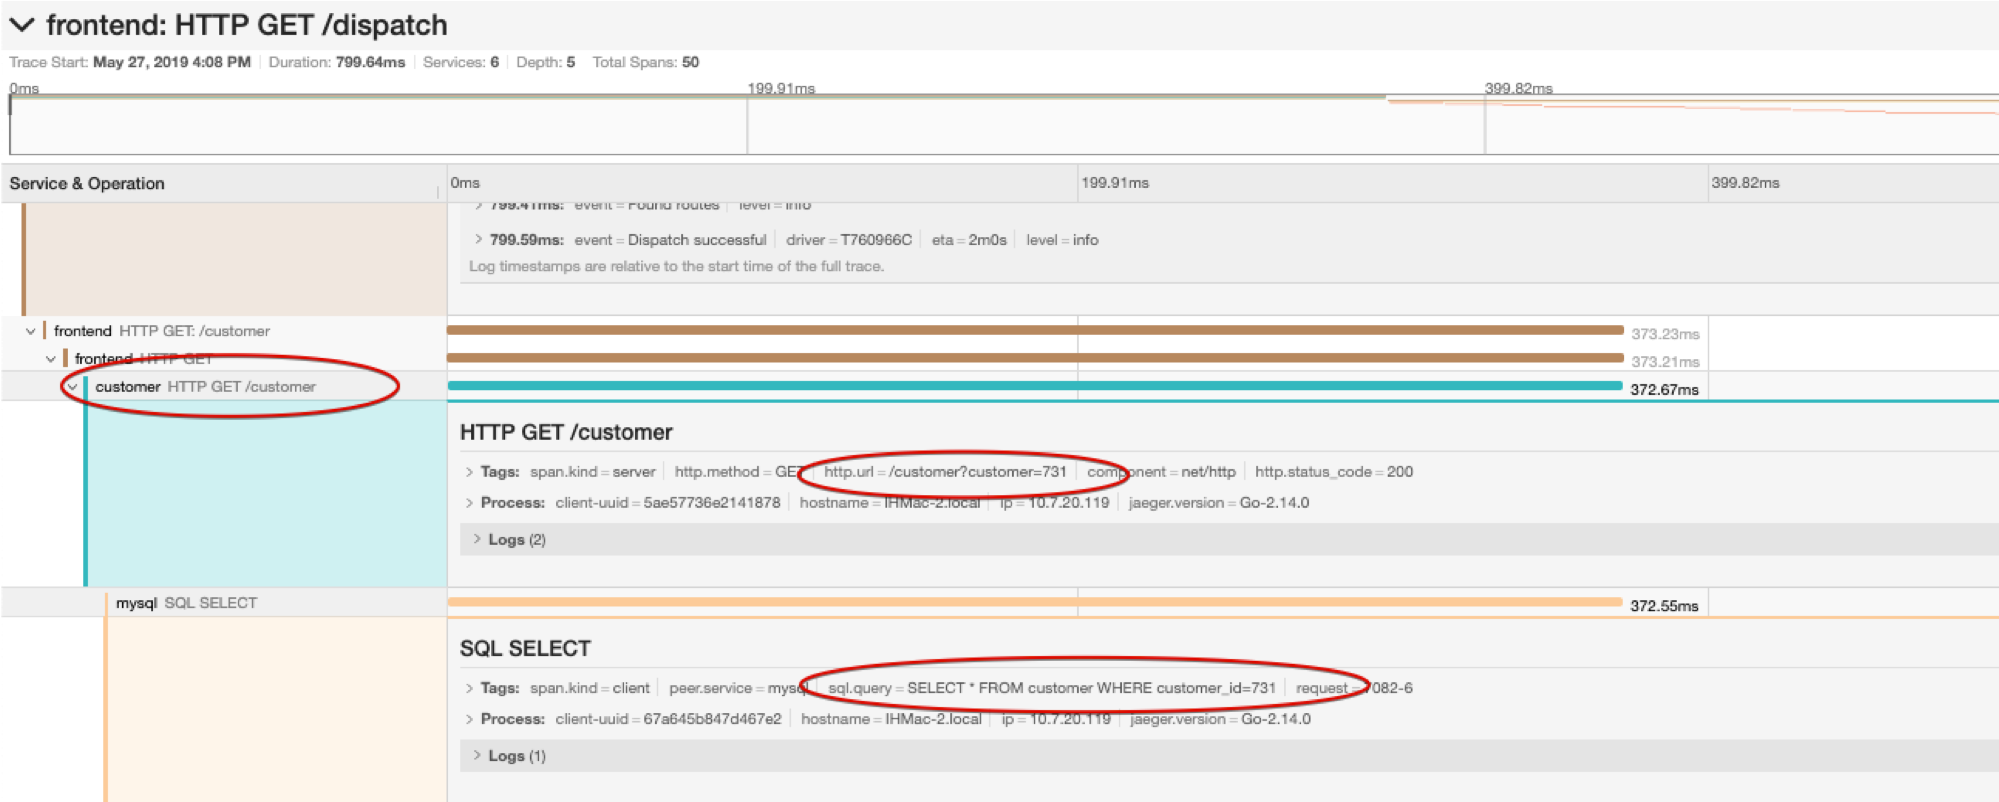 frontend: HTTP GET /dispatch
Trace Start: May 27, 2019 4:08 PM Duration: 799.64ms Services: 6 Depth: 5 Total Spans: 50
0ms 199.91ms 399.82ms
Service & Operation 0ms 199.91ms 399.82ms
799.41ms: event = Found routes level = info
799.59ms: event = Dispatch successful driver = T760966C eta = 2m0s level = info
Log timestamps are relative to the start time of the full trace.
frontend HTTP GET: /customer 373.23ms
frontend HTTP GET 373.21ms
customer HTTP GET /customer 372.67ms
HTTP GET /customer
Tags: span.kind = server http.method = GET http.url = /customer?customer=731 component = net/http http.status_code = 200
Process: client-uuid = 5ae57736e2141878 hostname = IHMac-2.local ip = 10.7.20.119 jaeger.version = Go-2.14.0
Logs (2)
mysql SQL SELECT 372.55ms
SQL SELECT
Tags: span.kind = client peer.service = mysql sql.query = SELECT * FROM customer WHERE customer_id=731 request = 7082-6
Process: client-uuid = 67a645b847d467e2 hostname = IHMac-2.local ip = 10.7.20.119 jaeger.version = Go-2.14.0
Logs (1)